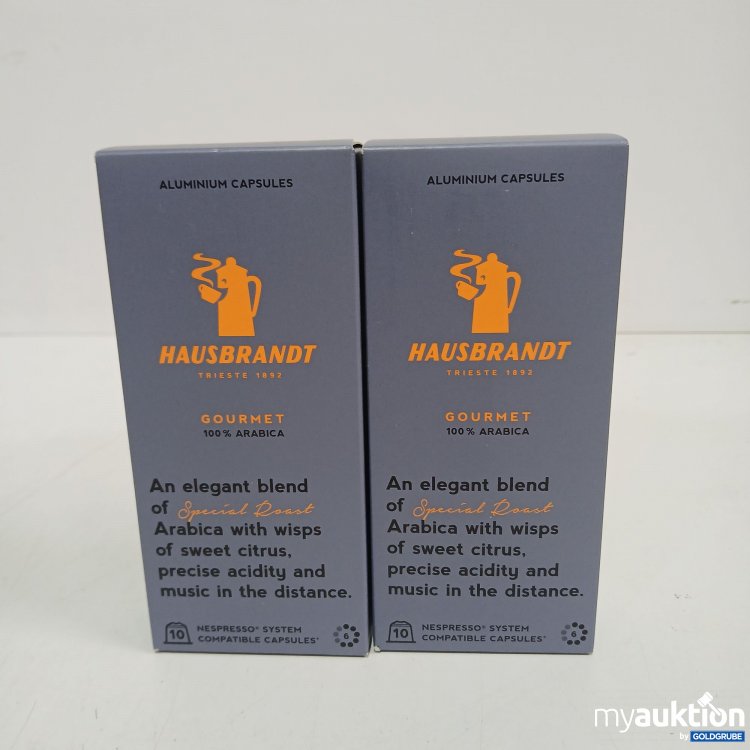 ALUMINIUM CAPSULES
HAUSBRANDT
TRIESTE 1892
GOURMET
100% ARABICA
An elegant blend
of Special Roast
Arabica with wisps
of sweet citrus,
precise acidity and
music in the distance.
10
NESPRESSO® SYSTEM
COMPATIBLE CAPSULES*
6
ALUMINIUM CAPSULES
HAUSBRANDT
TRIESTE 1892
GOURMET
100% ARABICA
An elegant blend
of Special Roast
Arabica with wisps
of sweet citrus,
precise acidity and
music in the distance.
10
NESPRESSO® SYSTEM
COMPATIBLE CAPSULES*
6
myauktion
by GOLDGRUBE